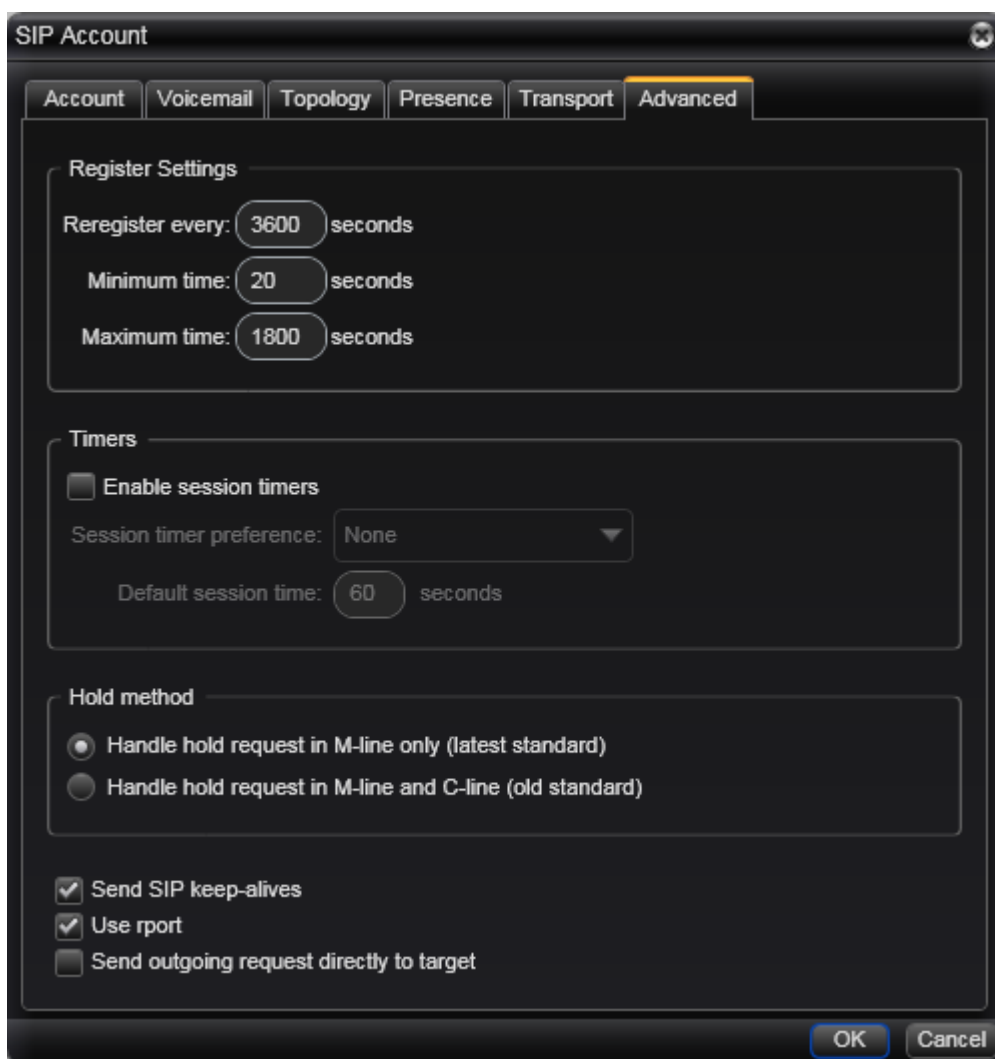 SIP Account
Account Voicemail Topology Presence Transport Advanced
Register Settings
Reregister every: 3600 seconds
Minimum time: 20 seconds
Maximum time: 1800 seconds
Timers
Enable session timers
Session timer preference: None
Default session time: 60 seconds
Hold method
Handle hold request in M-line only (latest standard)
Handle hold request in M-line and C-line (old standard)
Send SIP keep-alives
Use rport
Send outgoing request directly to target
OK Cancel